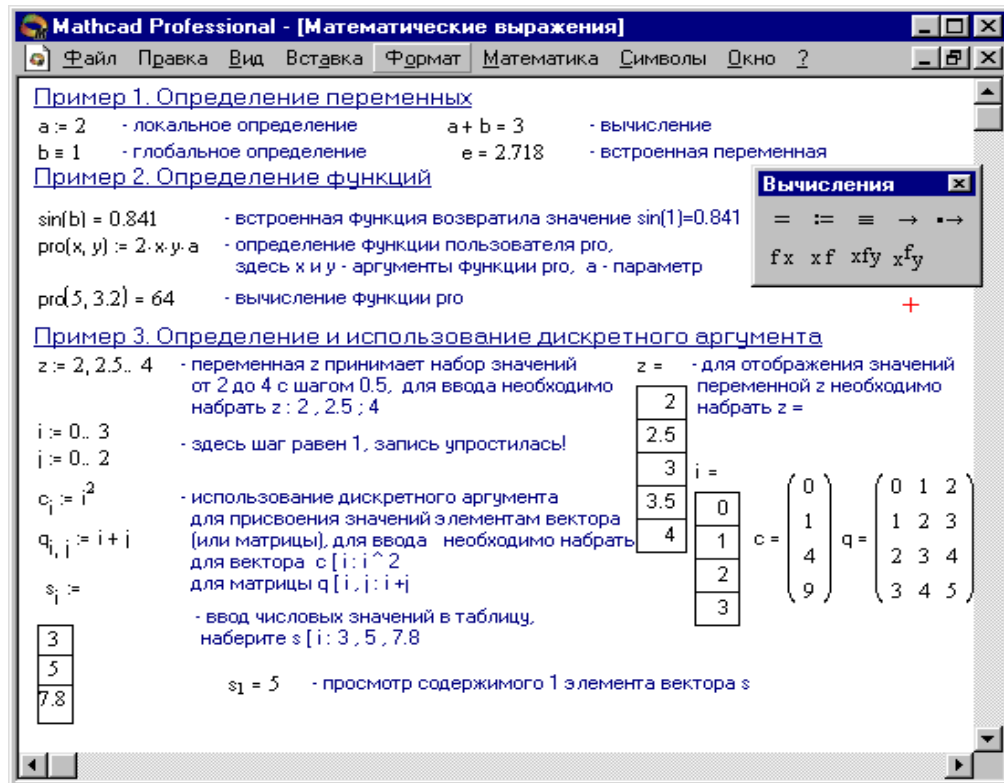 Mathcad Professional - [Математические выражения]
Файл Правка Вид Вставка Формат Математика Символы Окно ?
Пример 1. Определение переменных
a := 2 - локальное определение a + b = 3 - вычисление
b ≡ 1 - глобальное определение e = 2.718 - встроенная переменная
Пример 2. Определение функций
Вычисления
= := ≡ → ▪→
fx xf xfy xfy
sin(b) = 0.841 - встроенная функция возвратила значение sin(1)=0.841
pro(x, y) := 2·x·y·a - определение функции пользователя pro,
здесь x и y - аргументы функции pro, a - параметр
pro(5, 3.2) = 64 - вычисление функции pro
Пример 3. Определение и использование дискретного аргумента
z := 2, 2.5.. 4 - переменная z принимает набор значений
от 2 до 4 с шагом 0.5, для ввода необходимо
набрать z : 2 , 2.5 ; 4
z = - для отображения значений
переменной z необходимо
набрать z =
2
2.5
3
3.5
4
i := 0.. 3
j := 0.. 2
- здесь шаг равен 1, запись упростилась!
i =
0
1
2
3
cᵢ := i²
qᵢ, ⱼ := i + j
- использование дискретного аргумента
для присвоения значений элементам вектора
(или матрицы), для ввода необходимо набрать
для вектора c [ i : i ^ 2
для матрицы q [ i , j : i +j
c =
0
1
4
9
q =
0 1 2
1 2 3
2 3 4
3 4 5
sᵢ :=
3
5
7.8
- ввод числовых значений в таблицу,
наберите s [ i : 3 , 5 , 7.8
s₁ = 5 - просмотр содержимого 1 элемента вектора s